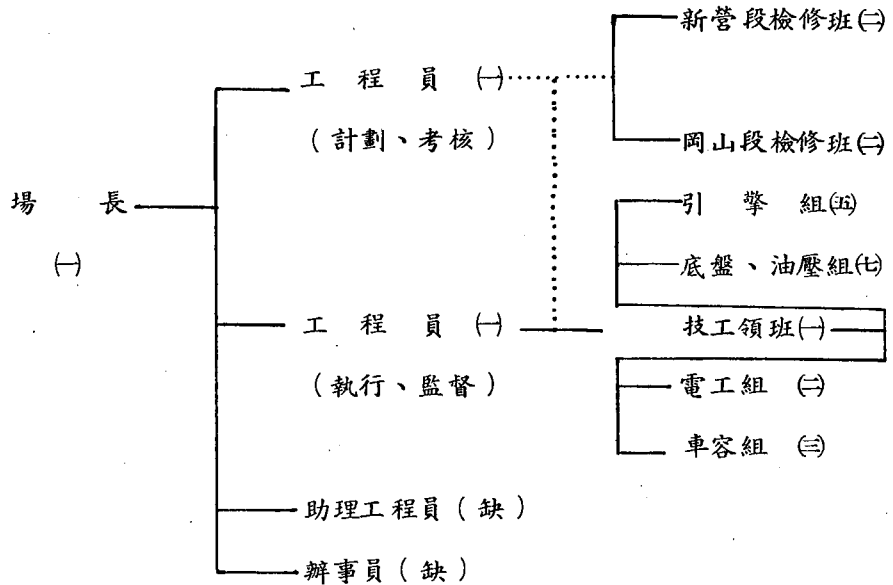 新營段檢修班㈡
工程員㈠
(計劃、考核)
岡山段檢修班㈡
場長
㈠
引擎組㈤
底盤、油壓組㈦
工程員㈠
技工領班㈠
(執行、監督)
電工組㈡
車容組㈢
助理工程員(缺)
辦事員(缺)